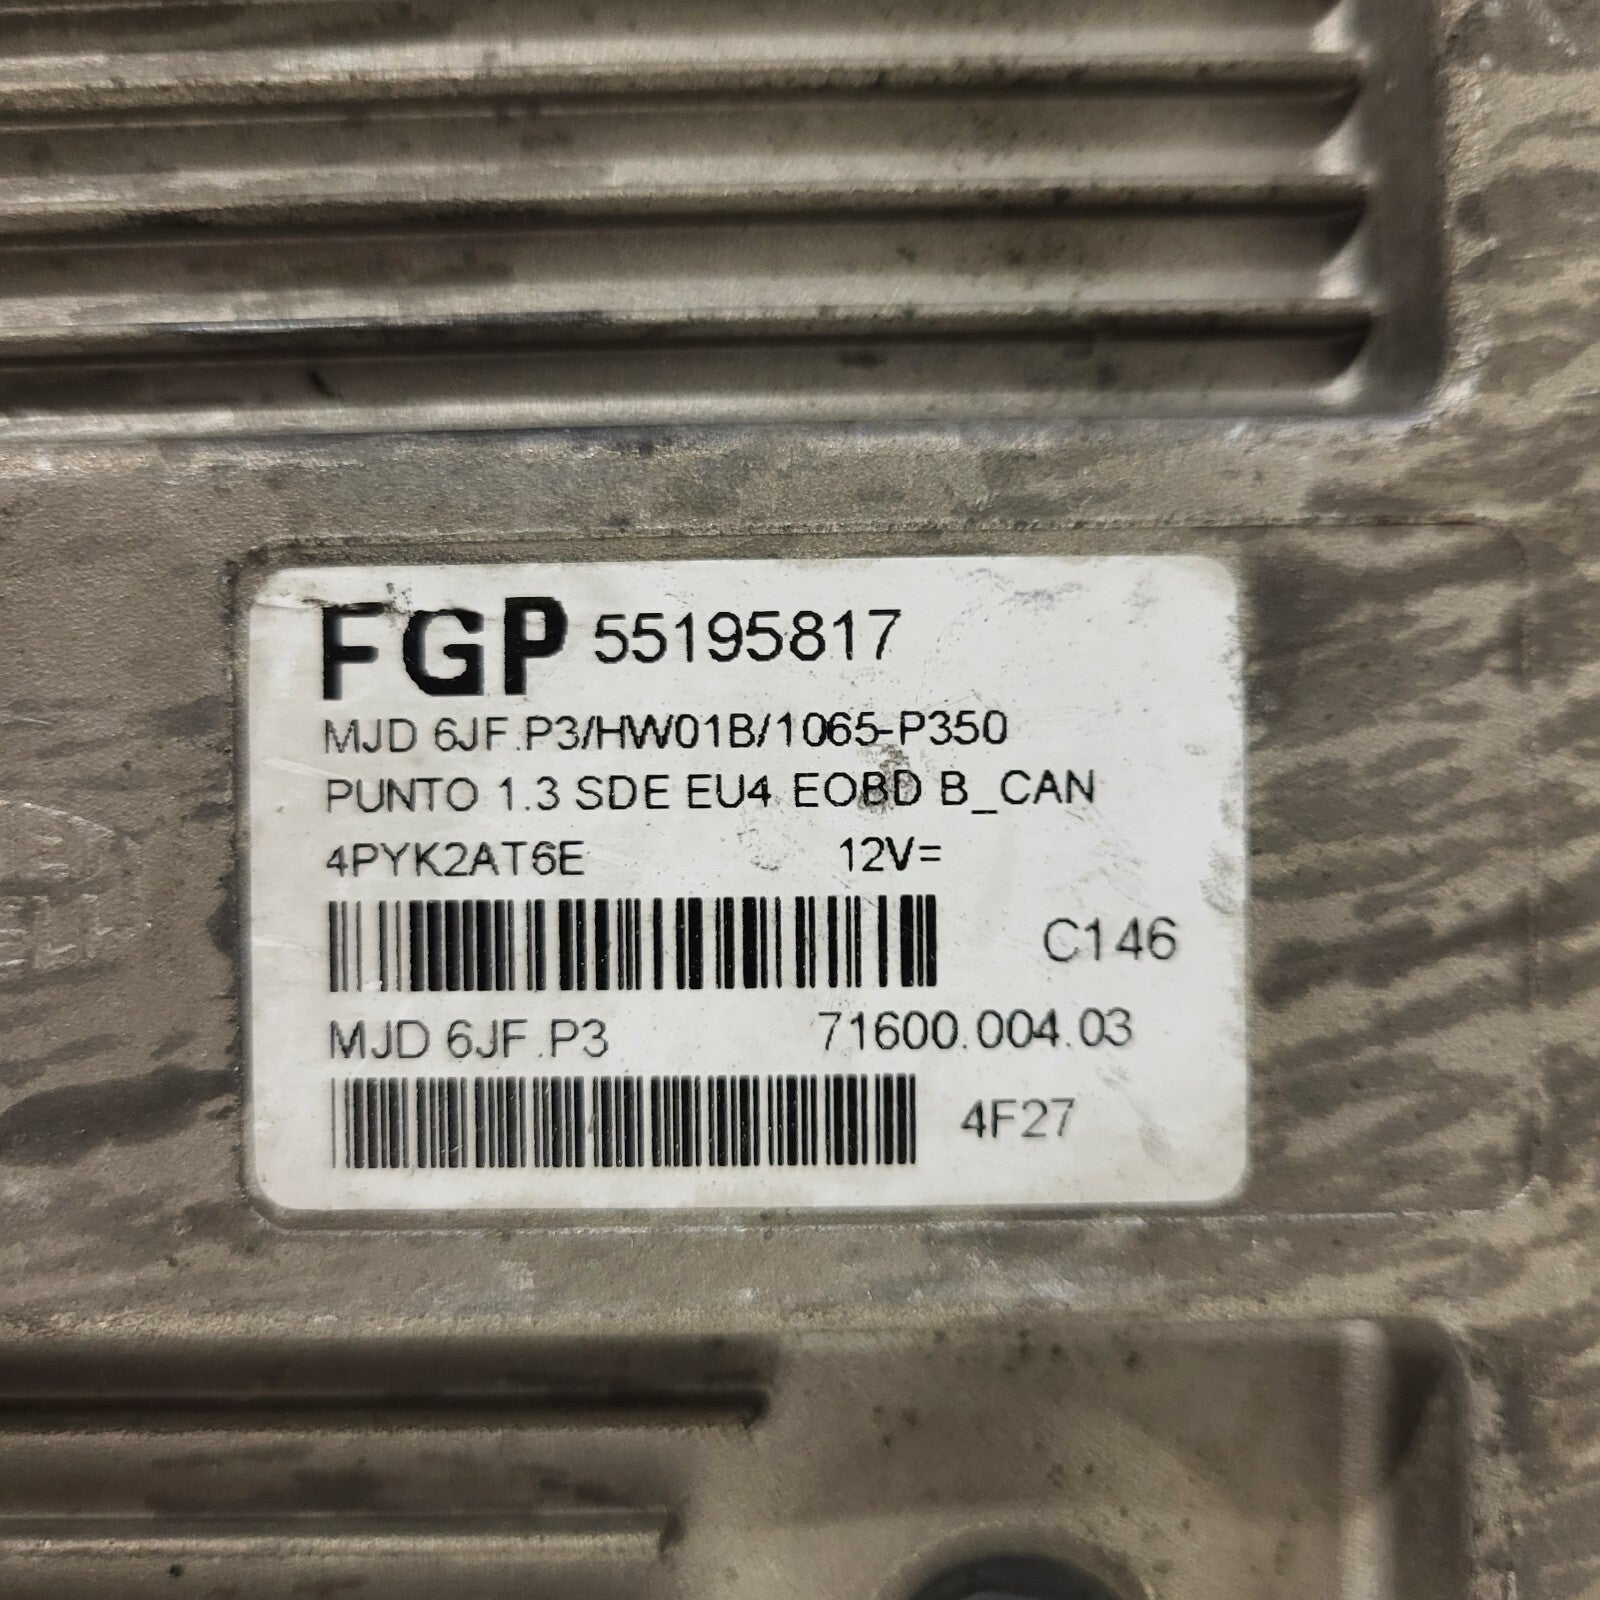 FGP 55195817
MJD 6JF.P3/HW01B/1065-P350
PUNTO 1.3 SDE EU4 EOBD B_CAN
4PYK2AT6E 12V=
C146
MJD 6JF.P3 71600.004.03
4F27